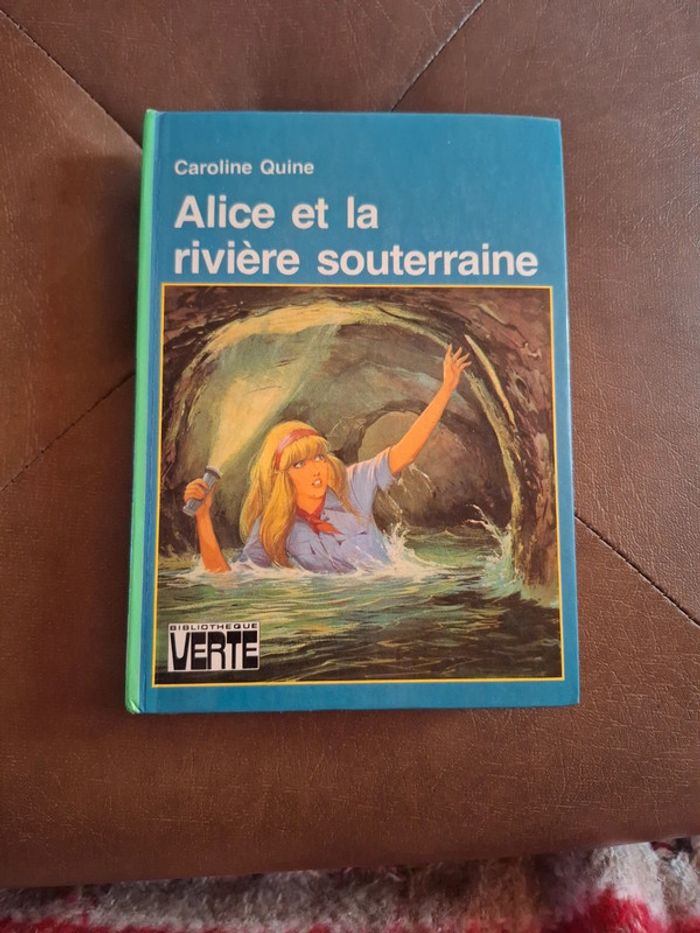 Caroline Quine
Alice et la
rivière souterraine
BIBLIOTHEQUE
VERTE